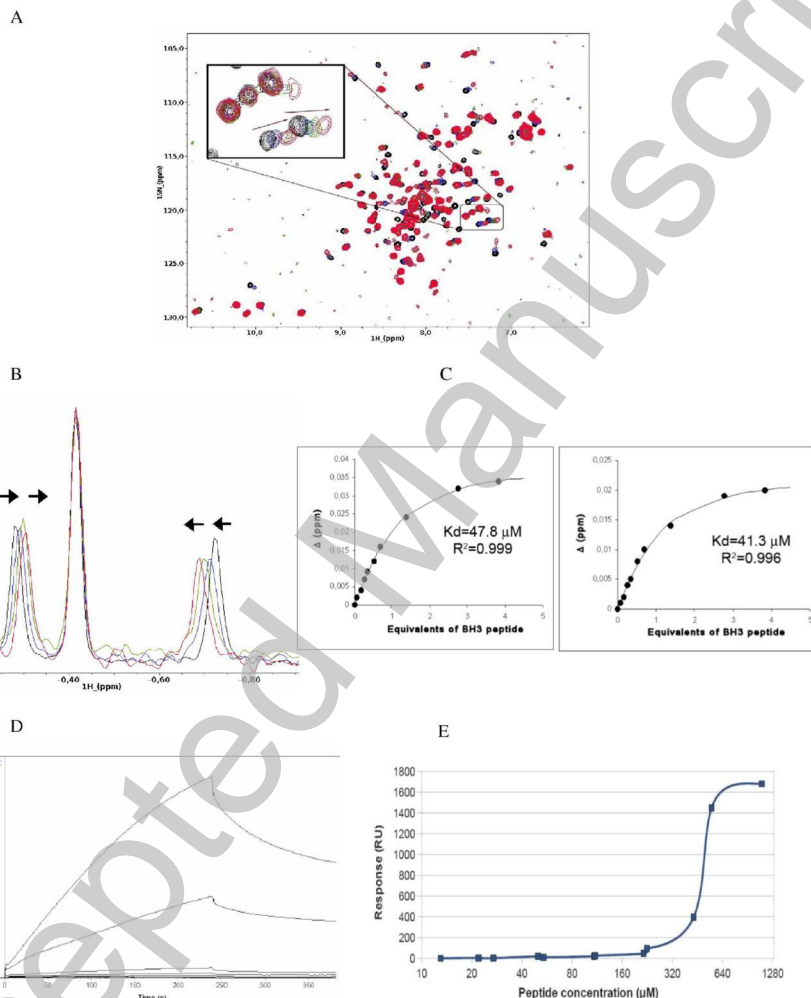 A
105,0
110,0
115,0
120,0
125,0
130,0
15N_(ppm)
10,0 9,0 8,0 7,0
1H_(ppm)
B
-0,40 -0,60 -0,80
1H_(ppm)
C
0,04
0,035
0,03
0,025
0,02
0,015
0,01
0,005
0
Δ (ppm)
Kd=47.8 μM
R²=0.999
0 1 2 3 4 5
Equivalents of BH3 peptide
0,025
0,02
0,015
0,01
0,005
0
Δ (ppm)
Kd=41.3 μM
R²=0.996
0 1 2 3 4 5
Equivalents of BH3 peptide
D
0 50 100 150 200 250 300 350
Time (s)
E
1800
1600
1400
1200
1000
800
600
400
200
0
Response (RU)
10 20 40 80 160 320 640 1280
Peptide concentration (μM)
epted Manuscri